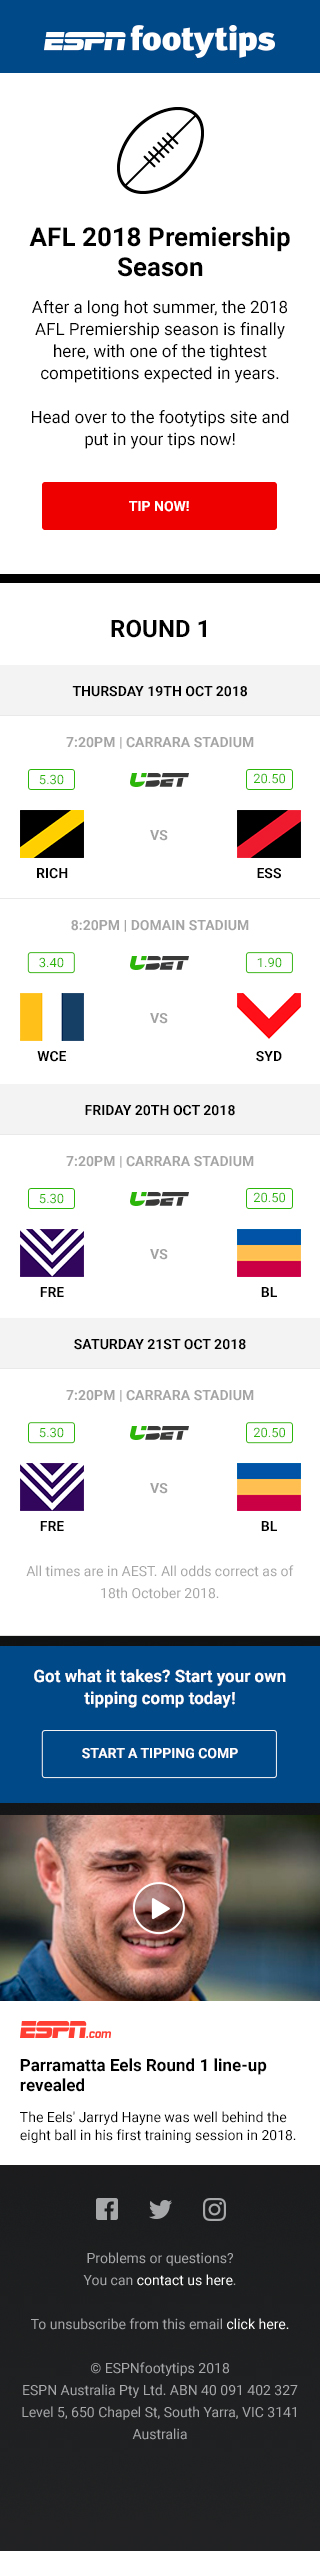 ESPN footytips
AFL 2018 Premiership
Season
After a long hot summer, the 2018
AFL Premiership season is finally
here, with one of the tightest
competitions expected in years.
Head over to the footytips site and
put in your tips now!
TIP NOW!
ROUND 1
THURSDAY 19TH OCT 2018
7:20PM | CARRARA STADIUM
5.30 UBET 20.50
VS
RICH ESS
8:20PM | DOMAIN STADIUM
3.40 UBET 1.90
VS
WCE SYD
FRIDAY 20TH OCT 2018
7:20PM | CARRARA STADIUM
5.30 UBET 20.50
VS
FRE BL
SATURDAY 21ST OCT 2018
7:20PM | CARRARA STADIUM
5.30 UBET 20.50
VS
FRE BL
All times are in AEST. All odds correct as of
18th October 2018.
Got what it takes? Start your own
tipping comp today!
START A TIPPING COMP
ESPN.com
Parramatta Eels Round 1 line-up
revealed
The Eels' Jarryd Hayne was well behind the
eight ball in his first training session in 2018.
Problems or questions?
You can contact us here.
To unsubscribe from this email click here.
© ESPNfootytips 2018
ESPN Australia Pty Ltd. ABN 40 091 402 327
Level 5, 650 Chapel St, South Yarra, VIC 3141
Australia